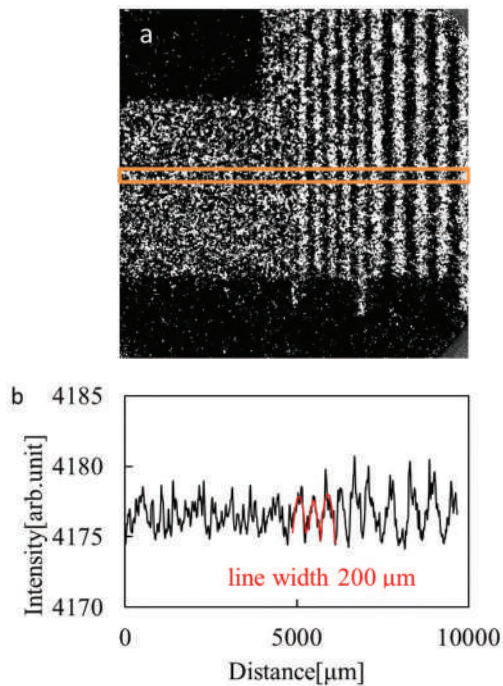 a
b
4185
4180
4175
4170
Intensity[arb.unit]
line width 200 μm
0 5000 10000
Distance[μm]